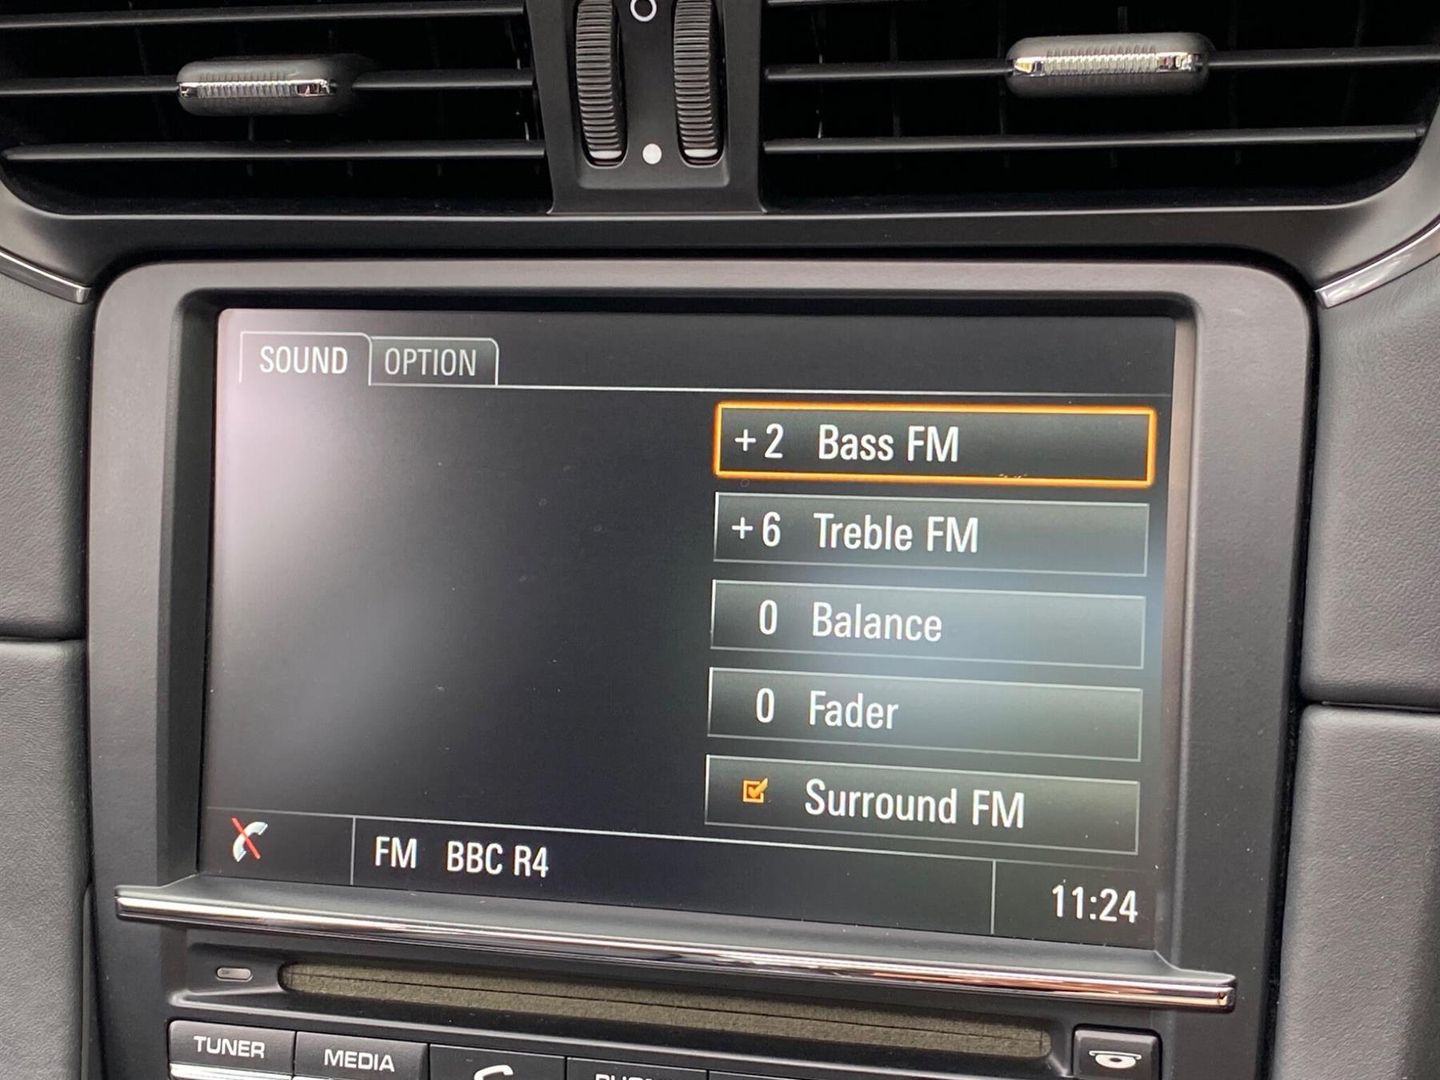 SOUND OPTION
+2 Bass FM
+6 Treble FM
0 Balance
0 Fader
Surround FM
FM BBC R4
11:24
TUNER
MEDIA